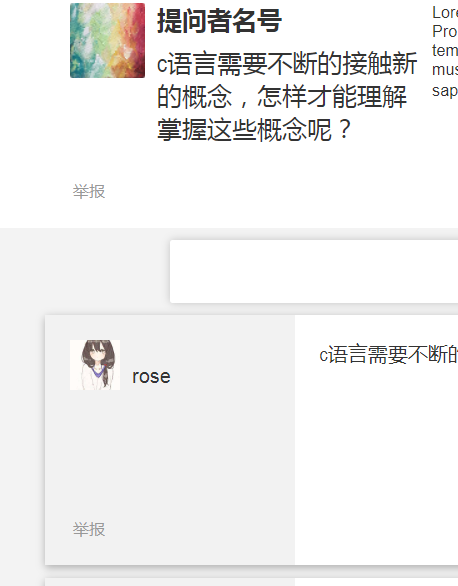 提问者名号
c语言需要不断的接触新
的概念，怎样才能理解
掌握这些概念呢？
Lore
Pro
tem
mus
sap
举报
rose
c语言需要不断的
举报